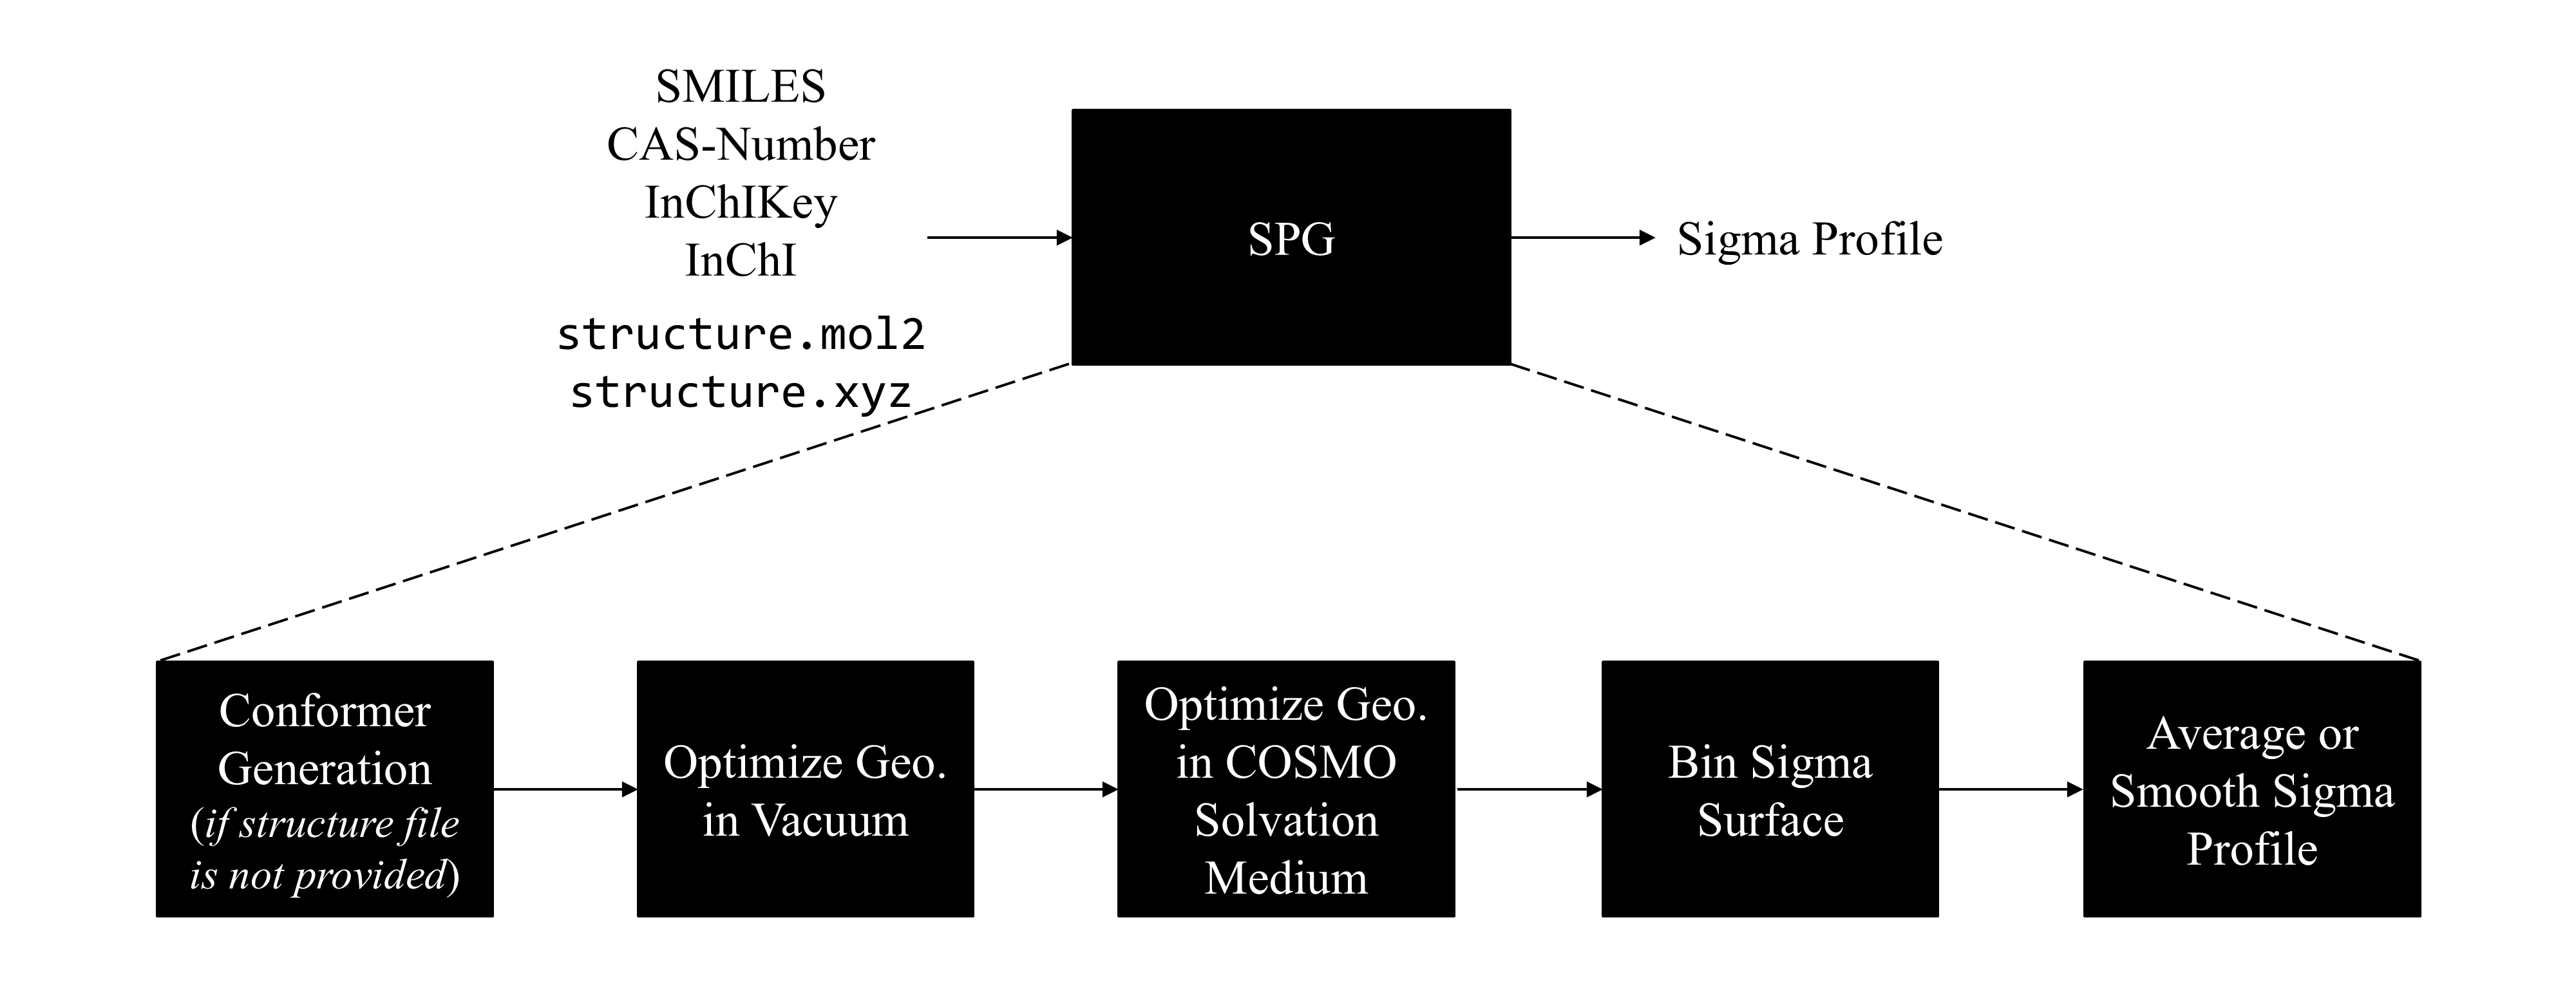 SMILES
CAS-Number
InChIKey
InChI
structure.mol2
structure.xyz
SPG
Sigma Profile
Conformer
Generation
(if structure file
is not provided)
Optimize Geo.
in Vacuum
Optimize Geo.
in COSMO
Solvation
Medium
Bin Sigma
Surface
Average or
Smooth Sigma
Profile